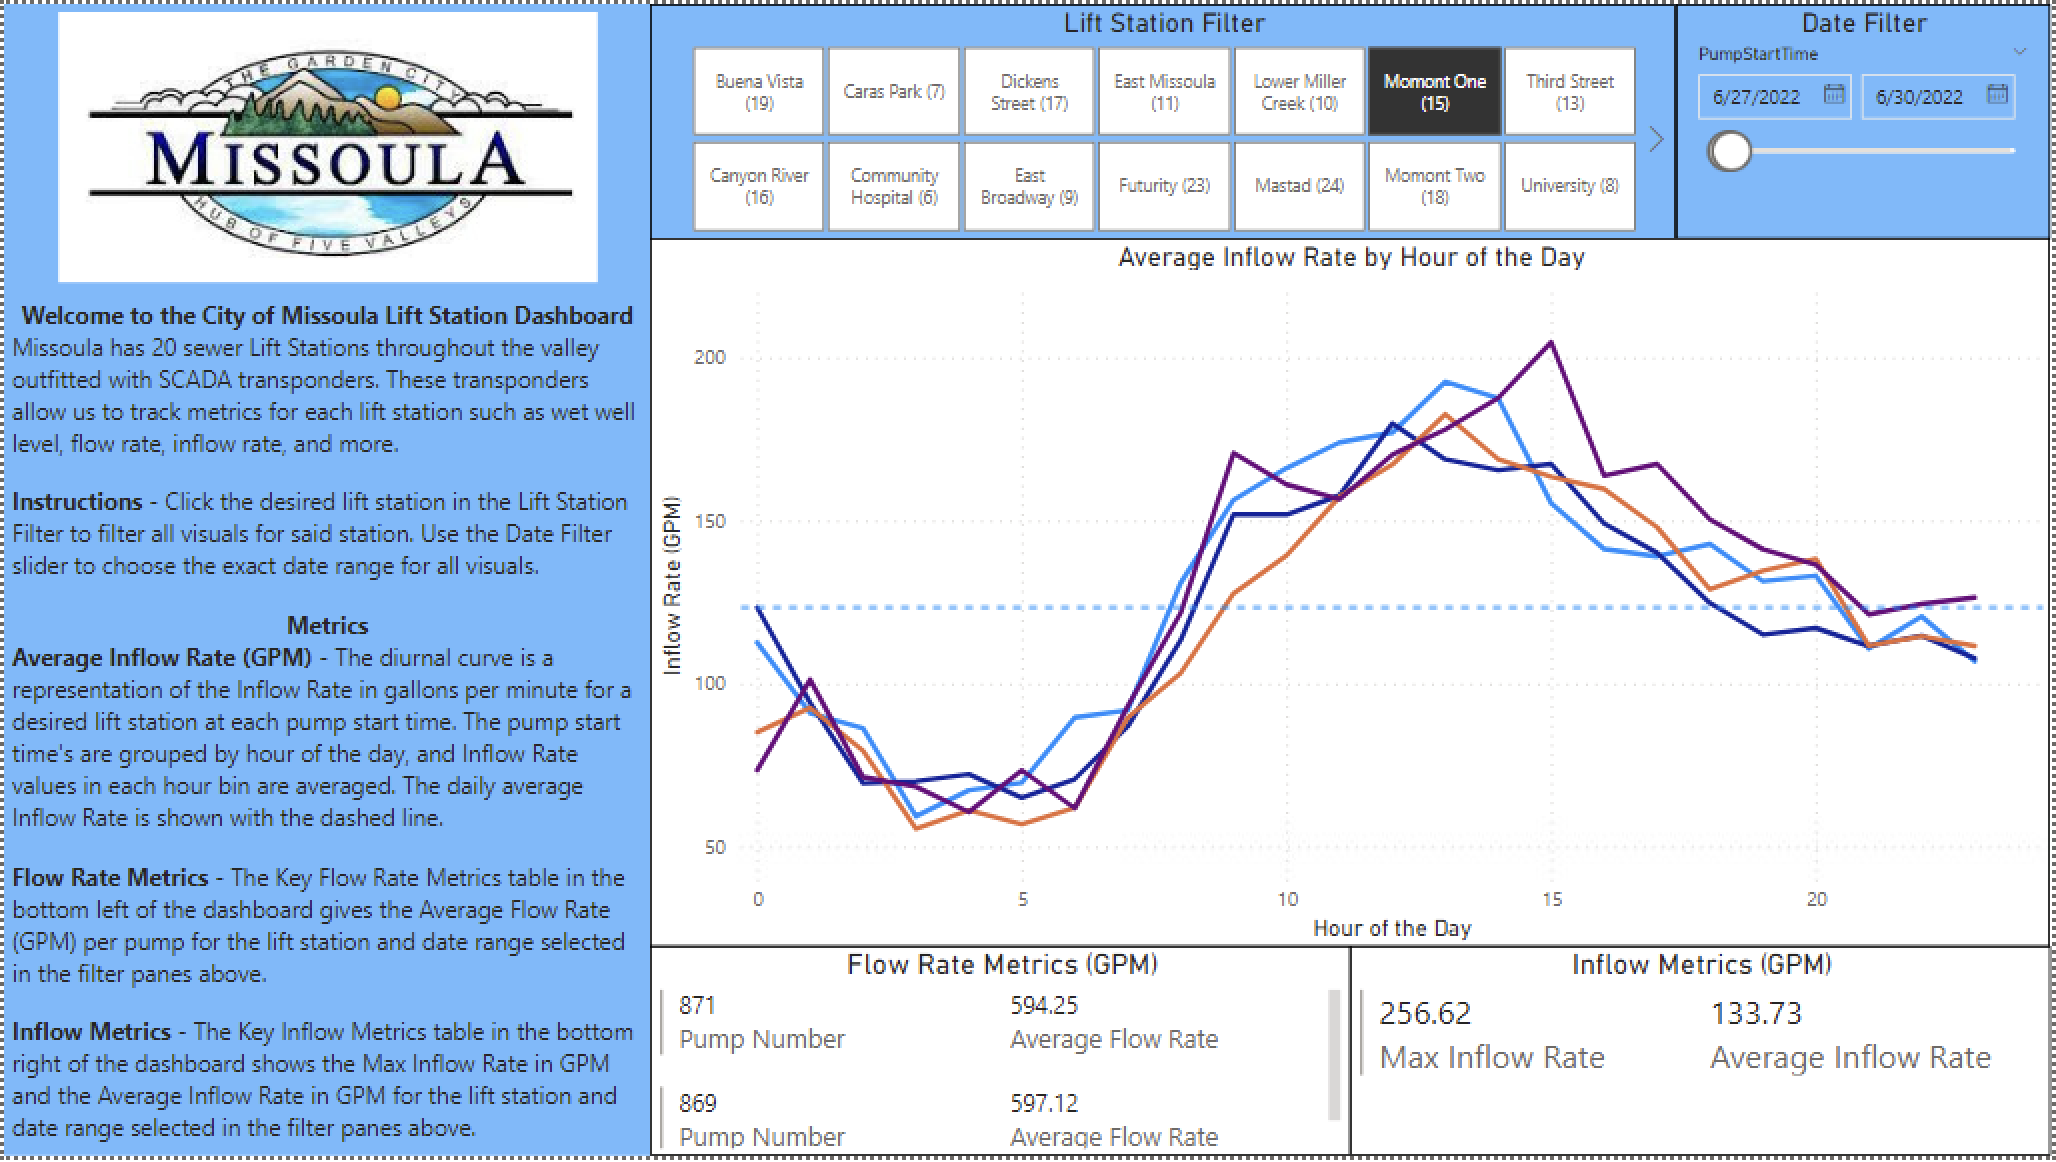 THE GARDEN CITY
MISSOULA
HUB OF FIVE VALLEYS
Welcome to the City of Missoula Lift Station Dashboard
Missoula has 20 sewer Lift Stations throughout the valley
outfitted with SCADA transponders. These transponders
allow us to track metrics for each lift station such as wet well
level, flow rate, inflow rate, and more.
Instructions - Click the desired lift station in the Lift Station
Filter to filter all visuals for said station. Use the Date Filter
slider to choose the exact date range for all visuals.
Metrics
Average Inflow Rate (GPM) - The diurnal curve is a
representation of the Inflow Rate in gallons per minute for a
desired lift station at each pump start time. The pump start
time's are grouped by hour of the day, and Inflow Rate
values in each hour bin are averaged. The daily average
Inflow Rate is shown with the dashed line.
Flow Rate Metrics - The Key Flow Rate Metrics table in the
bottom left of the dashboard gives the Average Flow Rate
(GPM) per pump for the lift station and date range selected
in the filter panes above.
Inflow Metrics - The Key Inflow Metrics table in the bottom
right of the dashboard shows the Max Inflow Rate in GPM
and the Average Inflow Rate in GPM for the lift station and
date range selected in the filter panes above.
Lift Station Filter
Buena Vista
(19)
Caras Park (7)
Dickens
Street (17)
East Missoula
(11)
Lower Miller
Creek (10)
Momont One
(15)
Third Street
(13)
Canyon River
(16)
Community
Hospital (6)
East
Broadway (9)
Futurity (23)
Mastad (24)
Momont Two
(18)
University (8)
Date Filter
PumpStartTime
6/27/2022
6/30/2022
Average Inflow Rate by Hour of the Day
Inflow Rate (GPM)
200
150
100
50
0
5
10
15
20
Hour of the Day
Flow Rate Metrics (GPM)
871
594.25
Pump Number
Average Flow Rate
869
597.12
Pump Number
Average Flow Rate
Inflow Metrics (GPM)
256.62
133.73
Max Inflow Rate
Average Inflow Rate